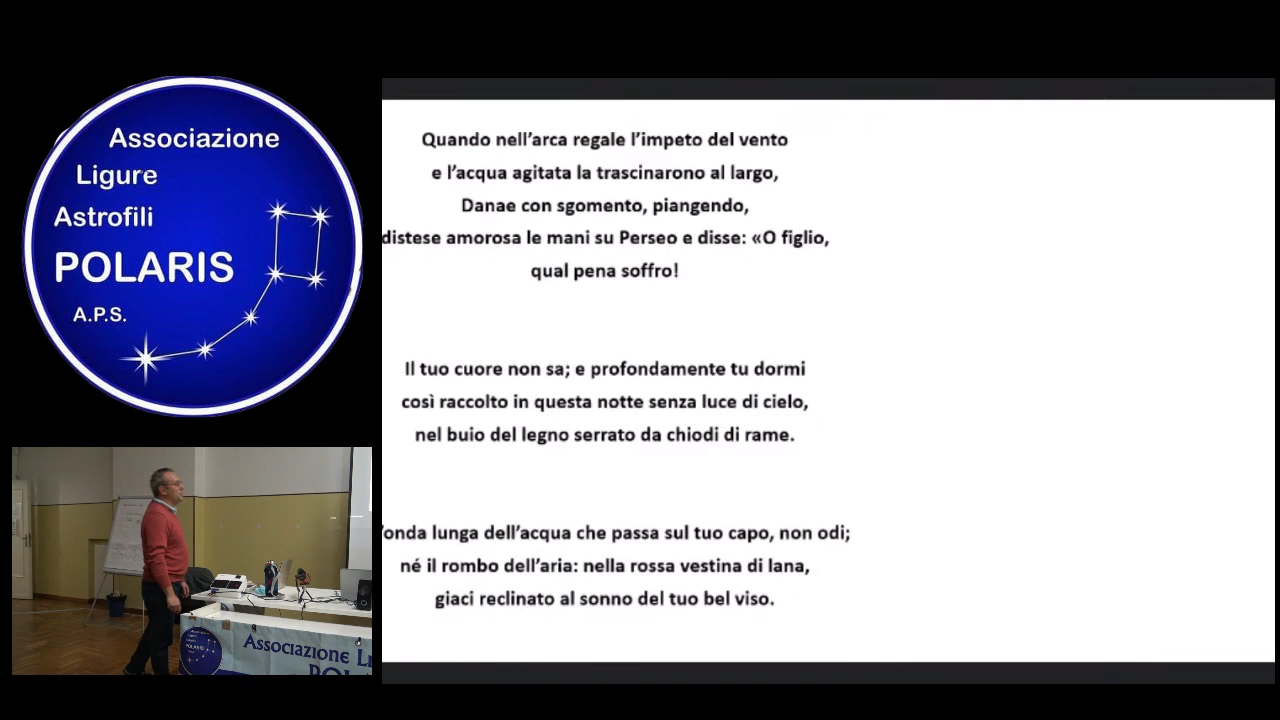 Associazione
Ligure
Astrofili
POLARIS
A.P.S.
Quando nell’arca regale l’impeto del vento
e l’acqua agitata la trascinarono al largo,
Danae con sgomento, piangendo,
distese amorosa le mani su Perseo e disse: «O figlio,
qual pena soffro!
Il tuo cuore non sa; e profondamente tu dormi
così raccolto in questa notte senza luce di cielo,
nel buio del legno serrato da chiodi di rame.
’onda lunga dell’acqua che passa sul tuo capo, non odi;
né il rombo dell’aria: nella rossa vestina di lana,
giaci reclinato al sonno del tuo bel viso.
Associazione Li
POL